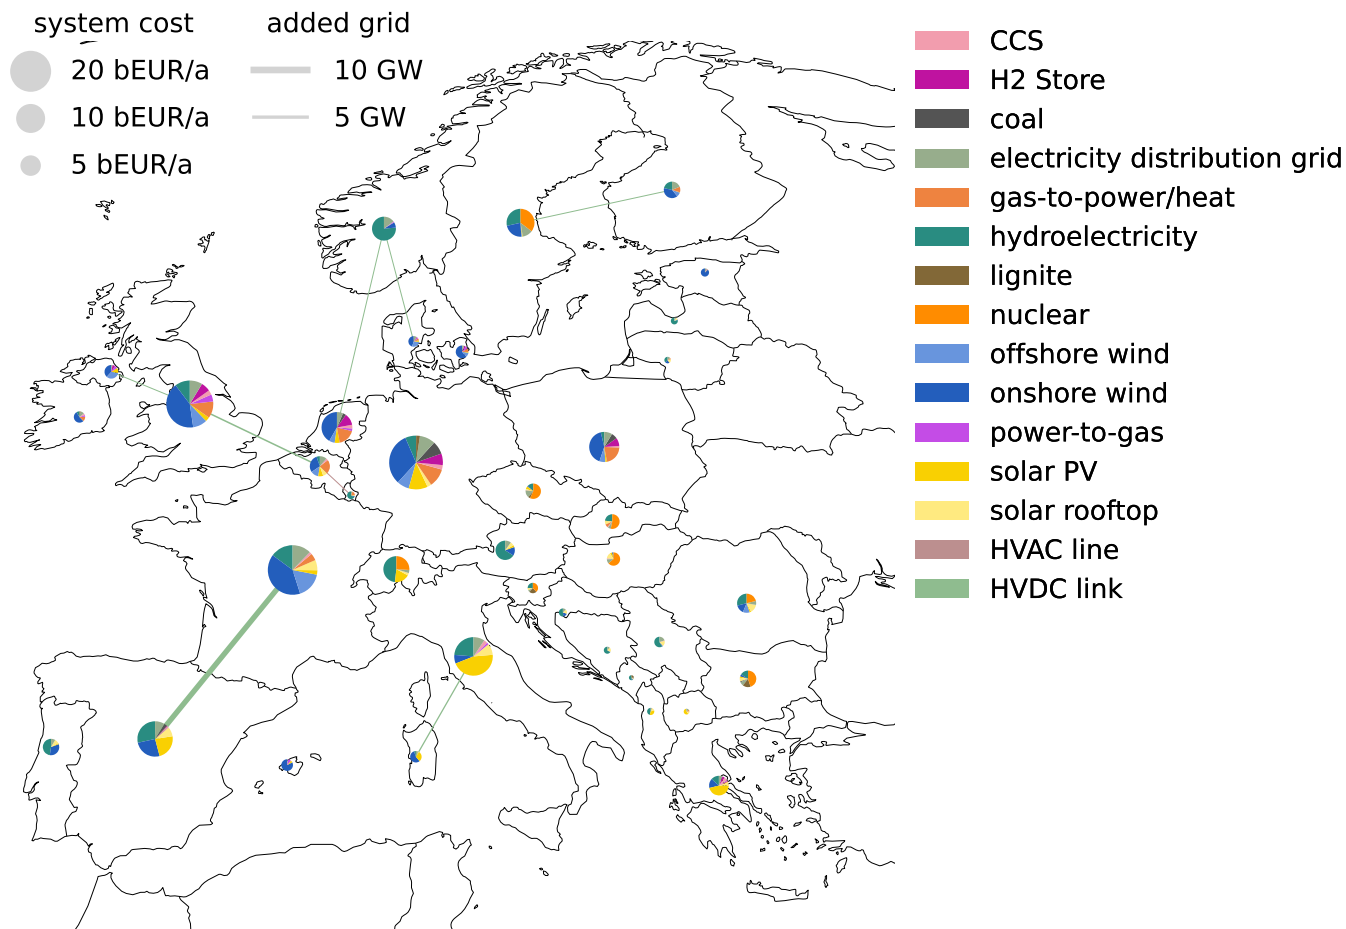 system cost
20 bEUR/a
10 bEUR/a
5 bEUR/a
added grid
10 GW
5 GW
CCS
H2 Store
coal
electricity distribution grid
gas-to-power/heat
hydroelectricity
lignite
nuclear
offshore wind
onshore wind
power-to-gas
solar PV
solar rooftop
HVAC line
HVDC link